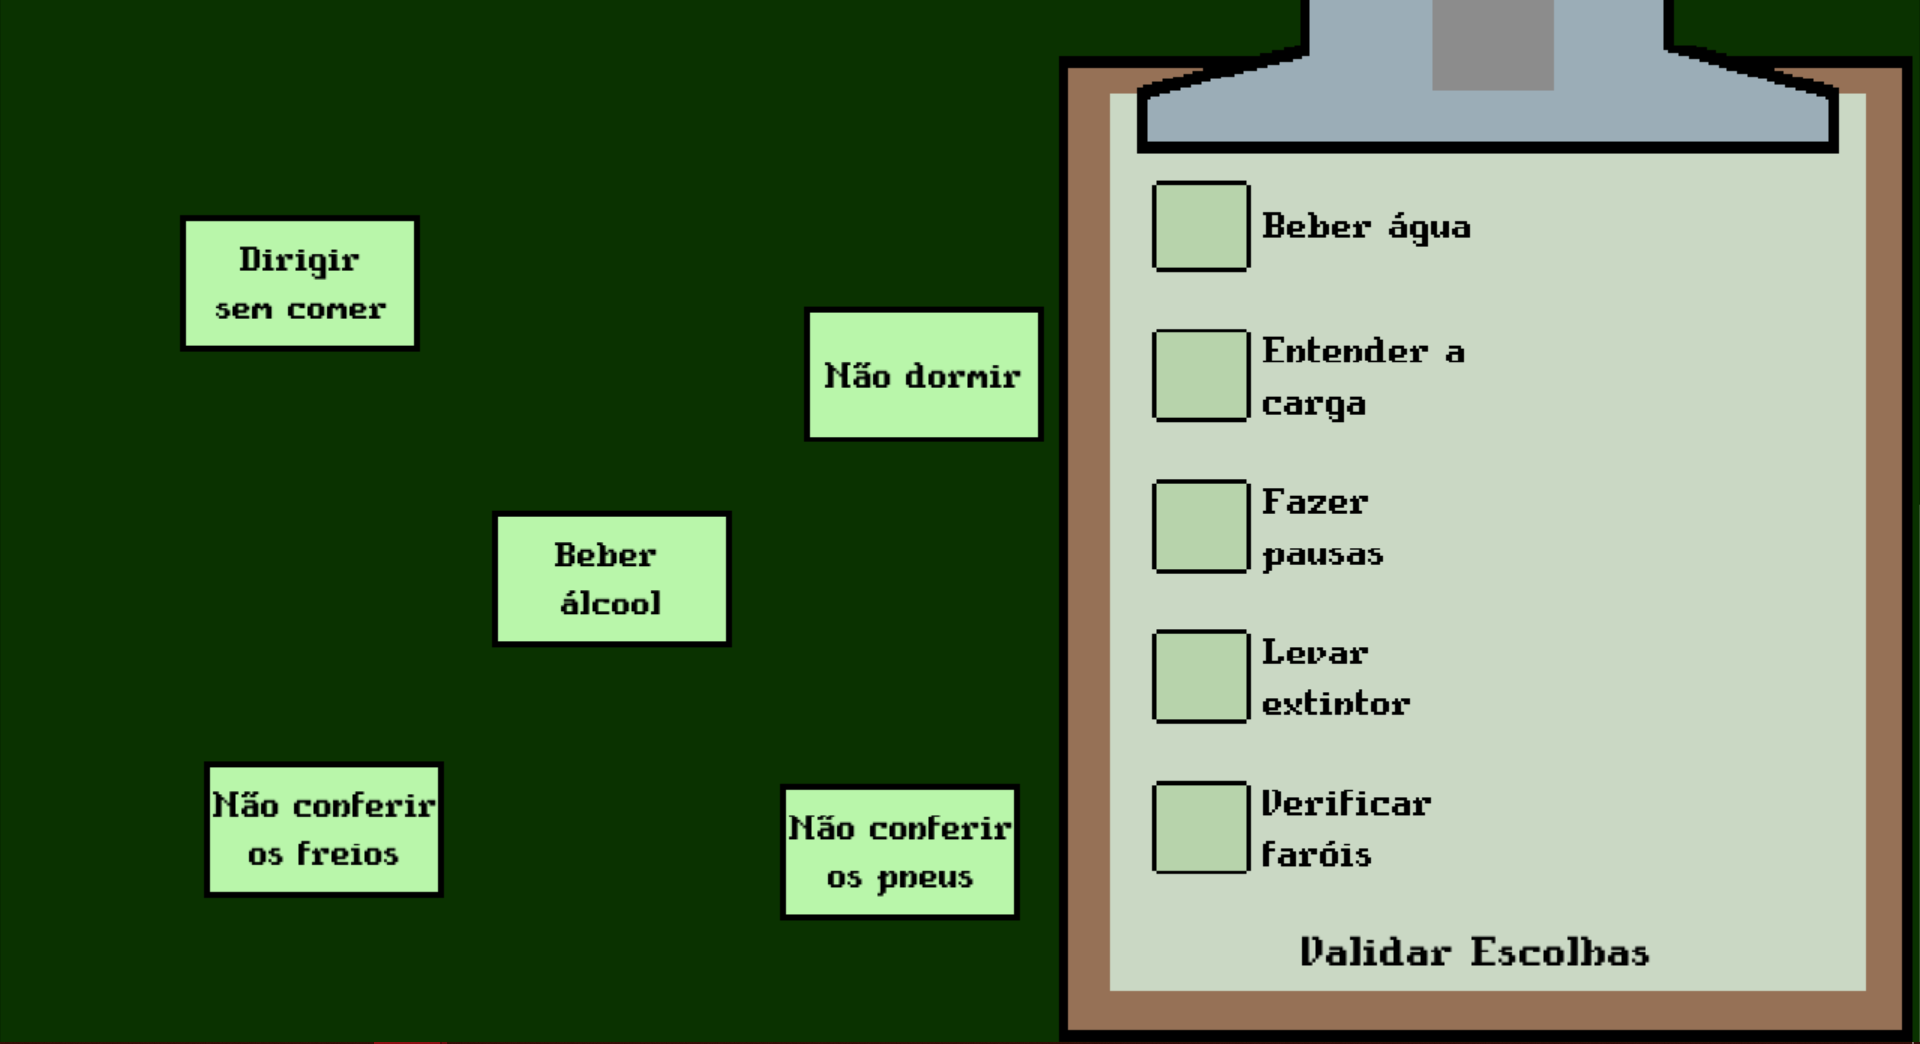 Dirigir
sem comer
Não dormir
Beber
álcool
Não conferir
os freios
Não conferir
os pneus
Beber água
Entender a
carga
Fazer
pausas
Levar
extintor
Verificar
faróis
Validar Escolhas